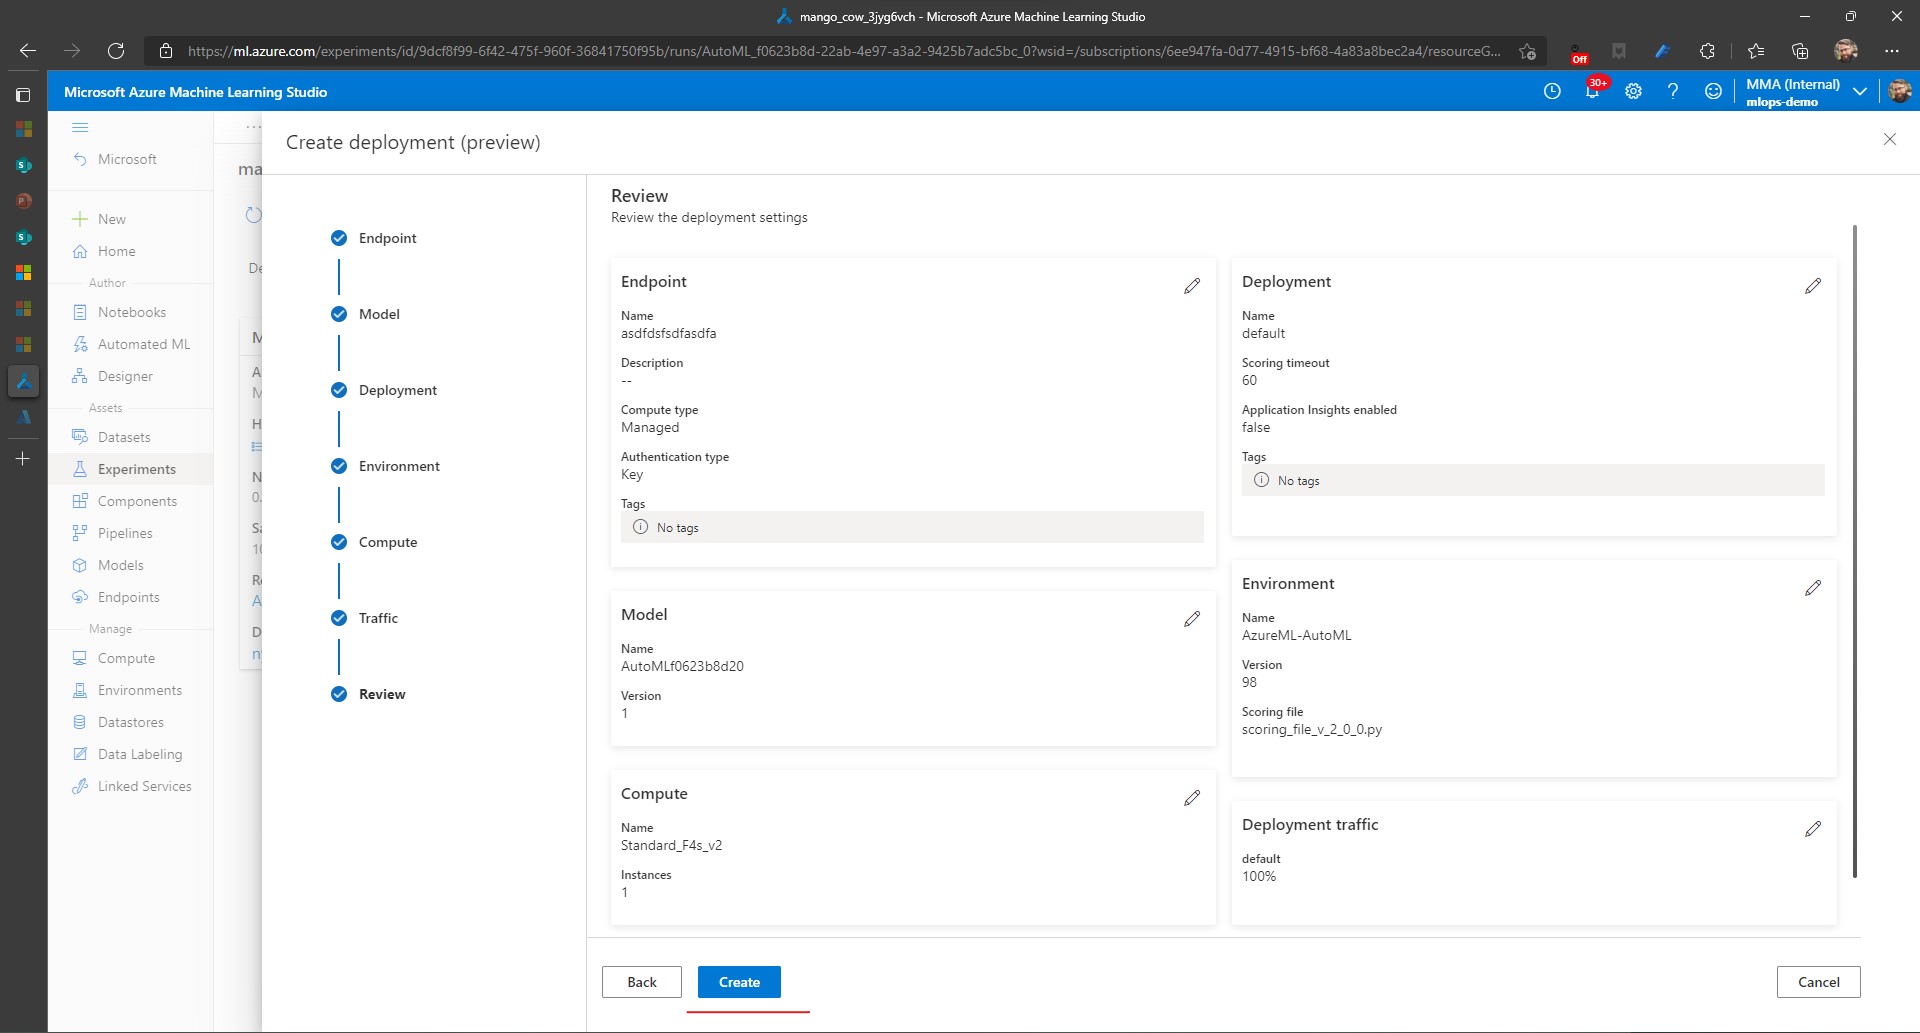 mango_cow_3jyg6vch - Microsoft Azure Machine Learning Studio
https://ml.azure.com/experiments/id/9dcf8f99-6f42-475f-960f-36841750f95b/runs/AutoML_f0623b8d-22ab-4e97-a3a2-9425b7adc5bc_0?wsid=/subscriptions/6ee947fa-0d77-4915-bf68-4a83a8bec2a4/resourceG...
Off
Microsoft Azure Machine Learning Studio
30+
MMA (Internal)
mlops-demo
Microsoft
New
Home
Author
Notebooks
Automated ML
Designer
Assets
Datasets
Experiments
Components
Pipelines
Models
Endpoints
Manage
Compute
Environments
Datastores
Data Labeling
Linked Services
ma
De
M
A
M
H
N
0.
Sa
10
Re
A
D
Create deployment (preview)
Endpoint
Model
Deployment
Environment
Compute
Traffic
Review
Review
Review the deployment settings
Endpoint
Name
asdfdsfsdfasdfa
Description
--
Compute type
Managed
Authentication type
Key
Tags
No tags
Model
Name
AutoMLf0623b8d20
Version
1
Compute
Name
Standard_F4s_v2
Instances
1
Deployment
Name
default
Scoring timeout
60
Application Insights enabled
false
Tags
No tags
Environment
Name
AzureML-AutoML
Version
98
Scoring file
scoring_file_v_2_0_0.py
Deployment traffic
default
100%
Back
Create
Cancel